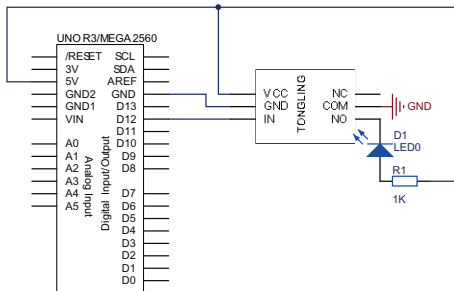 UNO R3/MEGA 2560
/RESET
3V
5V
GND2
GND1
VIN
A0
A1
A2
A3
A4
A5
Analog Input
Digital Input/Output
SCL
SDA
AREF
GND
D13
D12
D11
D10
D9
D8
D7
D6
D5
D4
D3
D2
D1
D0
VCC
GND
IN
TONGLING
NC
COM
NO
GND
D1
LED0
R1
1K